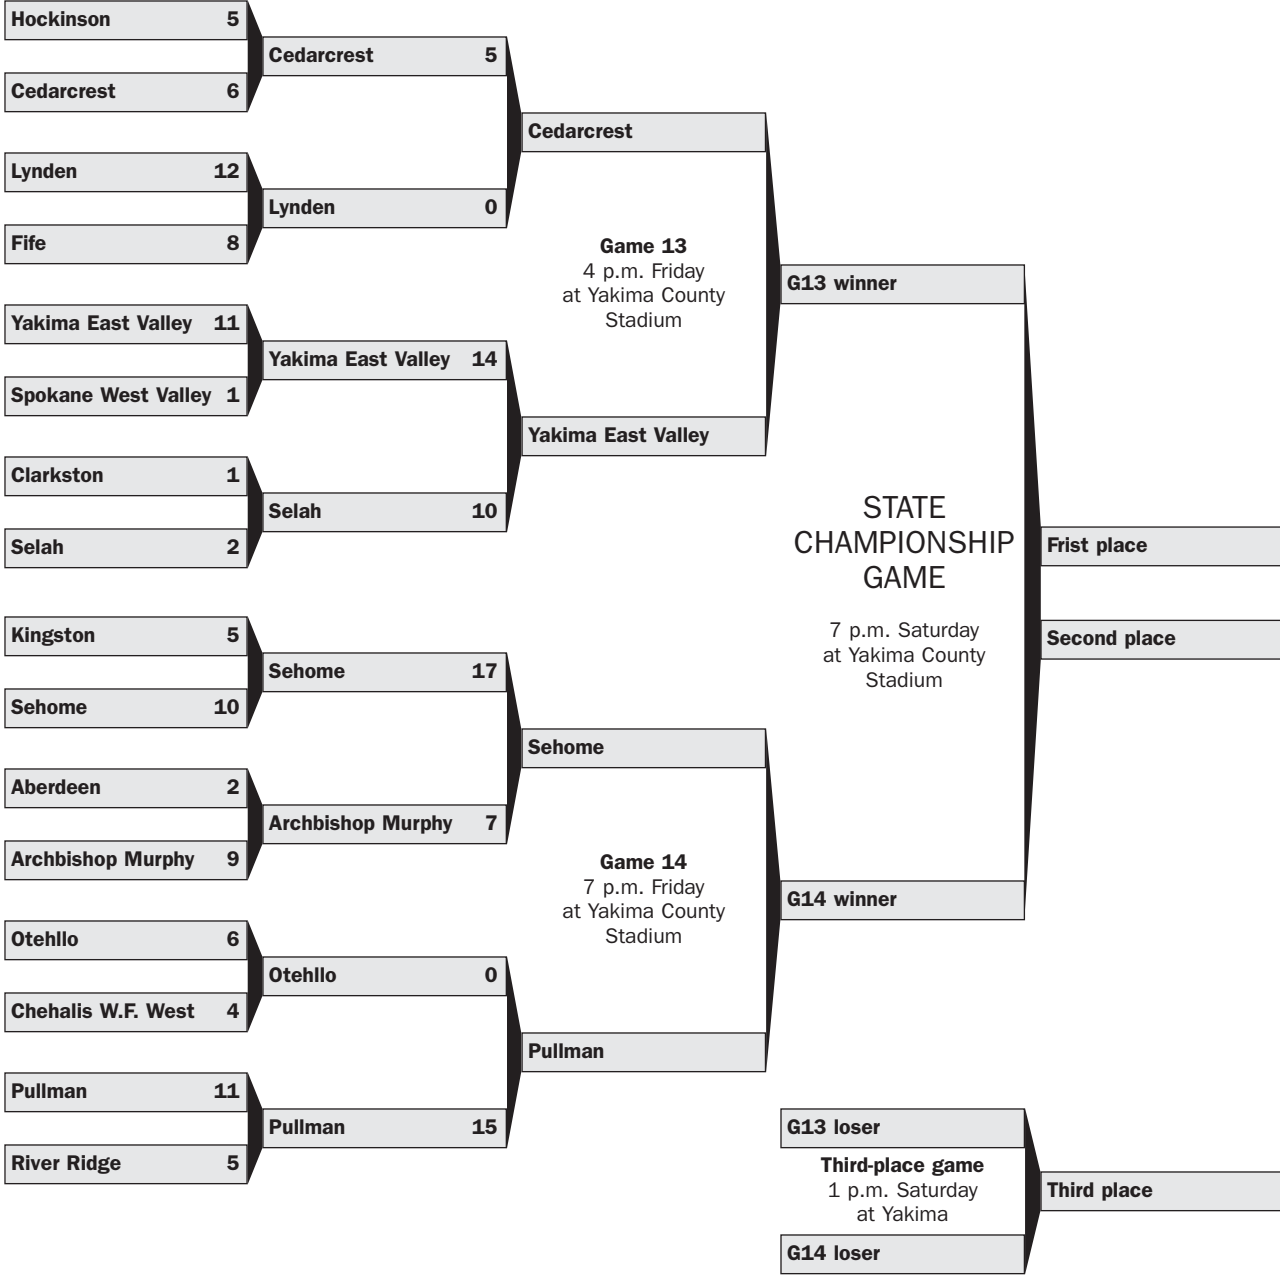 Hockinson 5
Cedarcrest 6
Lynden 12
Fife 8
Yakima East Valley 11
Spokane West Valley 1
Clarkston 1
Selah 2
Kingston 5
Sehome 10
Aberdeen 2
Archbishop Murphy 9
Otehllo 6
Chehalis W.F. West 4
Pullman 11
River Ridge 5
Cedarcrest 5
Lynden 0
Yakima East Valley 14
Selah 10
Sehome 17
Archbishop Murphy 7
Otehllo 0
Pullman 15
Cedarcrest
Game 13
4 p.m. Friday
at Yakima County
Stadium
Yakima East Valley
Sehome
Game 14
7 p.m. Friday
at Yakima County
Stadium
Pullman
G13 winner
STATE
CHAMPIONSHIP
GAME
7 p.m. Saturday
at Yakima County
Stadium
G14 winner
Frist place
Second place
G13 loser
Third-place game
1 p.m. Saturday
at Yakima
G14 loser
Third place